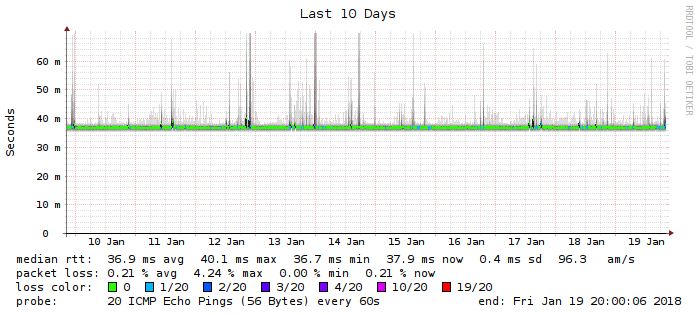 Last 10 Days
RRDTOOL / TOBI OETIKER
Seconds
60 m
50 m
40 m
30 m
20 m
10 m
0
10 Jan 11 Jan 12 Jan 13 Jan 14 Jan 15 Jan 16 Jan 17 Jan 18 Jan 19 Jan
median rtt: 36.9 ms avg 40.1 ms max 36.7 ms min 37.9 ms now 0.4 ms sd 96.3 am/s
packet loss: 0.21 % avg 4.24 % max 0.00 % min 0.21 % now
loss color: 0 1/20 2/20 3/20 4/20 10/20 19/20
probe: 20 ICMP Echo Pings (56 Bytes) every 60s end: Fri Jan 19 20:00:06 2018